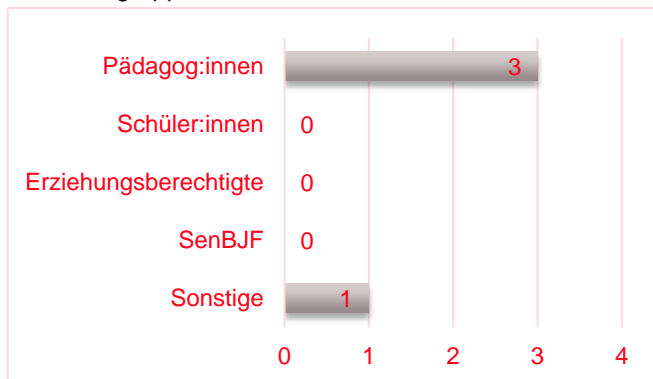 Pädagog:innen 3
Schüler:innen 0
Erziehungsberechtigte 0
SenBJF 0
Sonstige 1
0 1 2 3 4